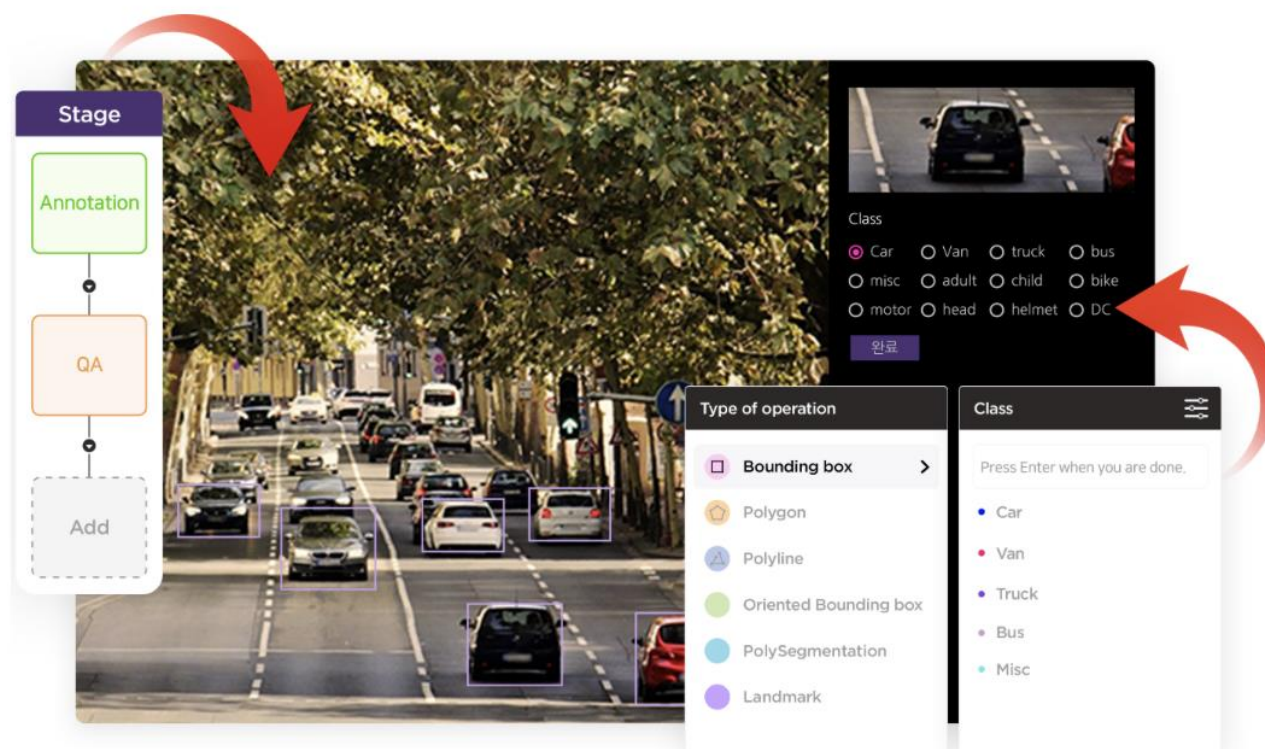 Stage
Annotation
QA
Add
Class
Car Van truck bus
misc adult child bike
motor head helmet DC
완료
Type of operation
Bounding box
Polygon
Polyline
Oriented Bounding box
PolySegmentation
Landmark
Class
Press Enter when you are done.
Car
Van
Truck
Bus
Misc